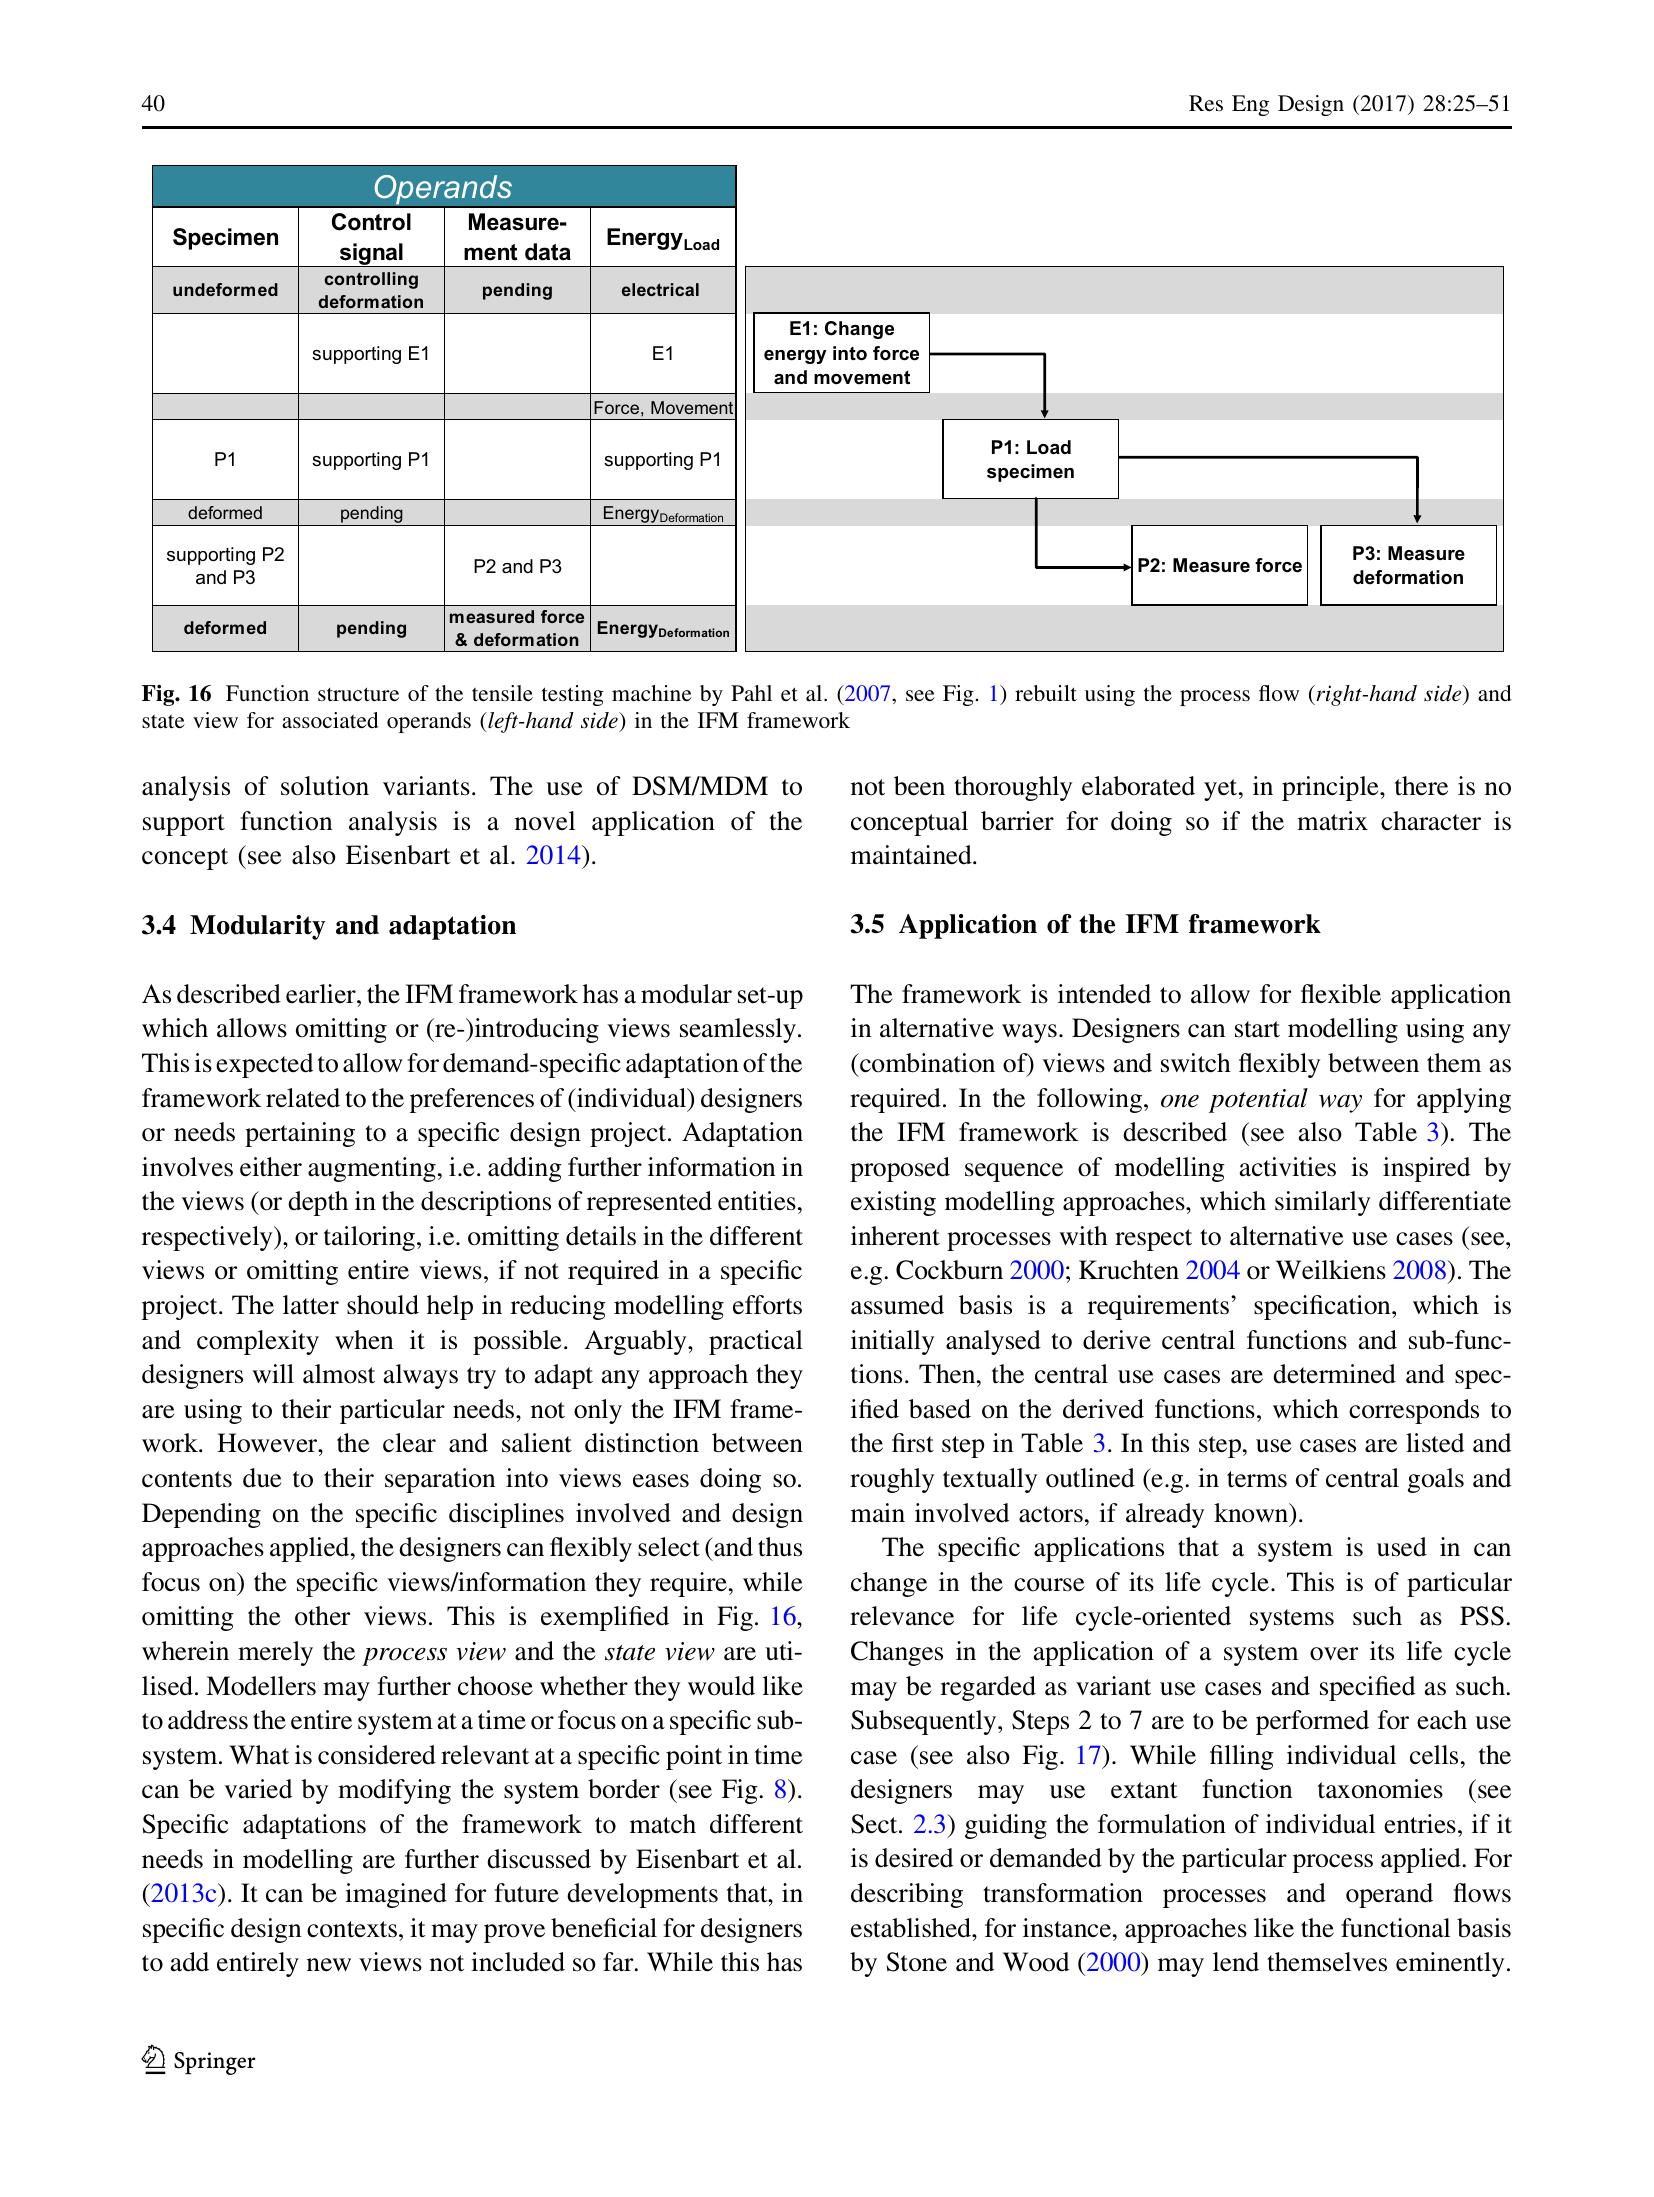 40
Res Eng Design (2017) 28:25–51
Operands
Specimen
Control signal
Measure-ment data
EnergyLoad
undeformed
controlling deformation
pending
electrical
supporting E1
E1
E1: Change energy into force and movement
Force, Movement
P1
supporting P1
supporting P1
P1: Load specimen
deformed
pending
EnergyDeformation
supporting P2 and P3
P2 and P3
P2: Measure force
P3: Measure deformation
deformed
pending
measured force & deformation
EnergyDeformation
Fig. 16 Function structure of the tensile testing machine by Pahl et al. (2007, see Fig. 1) rebuilt using the process flow (right-hand side) and
state view for associated operands (left-hand side) in the IFM framework
analysis of solution variants. The use of DSM/MDM to
support function analysis is a novel application of the
concept (see also Eisenbart et al. 2014).
3.4 Modularity and adaptation
As described earlier, the IFM framework has a modular set-up
which allows omitting or (re-)introducing views seamlessly.
This is expected to allow for demand-specific adaptation of the
framework related to the preferences of (individual) designers
or needs pertaining to a specific design project. Adaptation
involves either augmenting, i.e. adding further information in
the views (or depth in the descriptions of represented entities,
respectively), or tailoring, i.e. omitting details in the different
views or omitting entire views, if not required in a specific
project. The latter should help in reducing modelling efforts
and complexity when it is possible. Arguably, practical
designers will almost always try to adapt any approach they
are using to their particular needs, not only the IFM frame-
work. However, the clear and salient distinction between
contents due to their separation into views eases doing so.
Depending on the specific disciplines involved and design
approaches applied, the designers can flexibly select (and thus
focus on) the specific views/information they require, while
omitting the other views. This is exemplified in Fig. 16,
wherein merely the process view and the state view are uti-
lised. Modellers may further choose whether they would like
to address the entire system at a time or focus on a specific sub-
system. What is considered relevant at a specific point in time
can be varied by modifying the system border (see Fig. 8).
Specific adaptations of the framework to match different
needs in modelling are further discussed by Eisenbart et al.
(2013c). It can be imagined for future developments that, in
specific design contexts, it may prove beneficial for designers
to add entirely new views not included so far. While this has
not been thoroughly elaborated yet, in principle, there is no
conceptual barrier for doing so if the matrix character is
maintained.
3.5 Application of the IFM framework
The framework is intended to allow for flexible application
in alternative ways. Designers can start modelling using any
(combination of) views and switch flexibly between them as
required. In the following, one potential way for applying
the IFM framework is described (see also Table 3). The
proposed sequence of modelling activities is inspired by
existing modelling approaches, which similarly differentiate
inherent processes with respect to alternative use cases (see,
e.g. Cockburn 2000; Kruchten 2004 or Weilkiens 2008). The
assumed basis is a requirements’ specification, which is
initially analysed to derive central functions and sub-func-
tions. Then, the central use cases are determined and spec-
ified based on the derived functions, which corresponds to
the first step in Table 3. In this step, use cases are listed and
roughly textually outlined (e.g. in terms of central goals and
main involved actors, if already known).
The specific applications that a system is used in can
change in the course of its life cycle. This is of particular
relevance for life cycle-oriented systems such as PSS.
Changes in the application of a system over its life cycle
may be regarded as variant use cases and specified as such.
Subsequently, Steps 2 to 7 are to be performed for each use
case (see also Fig. 17). While filling individual cells, the
designers may use extant function taxonomies (see
Sect. 2.3) guiding the formulation of individual entries, if it
is desired or demanded by the particular process applied. For
describing transformation processes and operand flows
established, for instance, approaches like the functional basis
by Stone and Wood (2000) may lend themselves eminently.
Springer